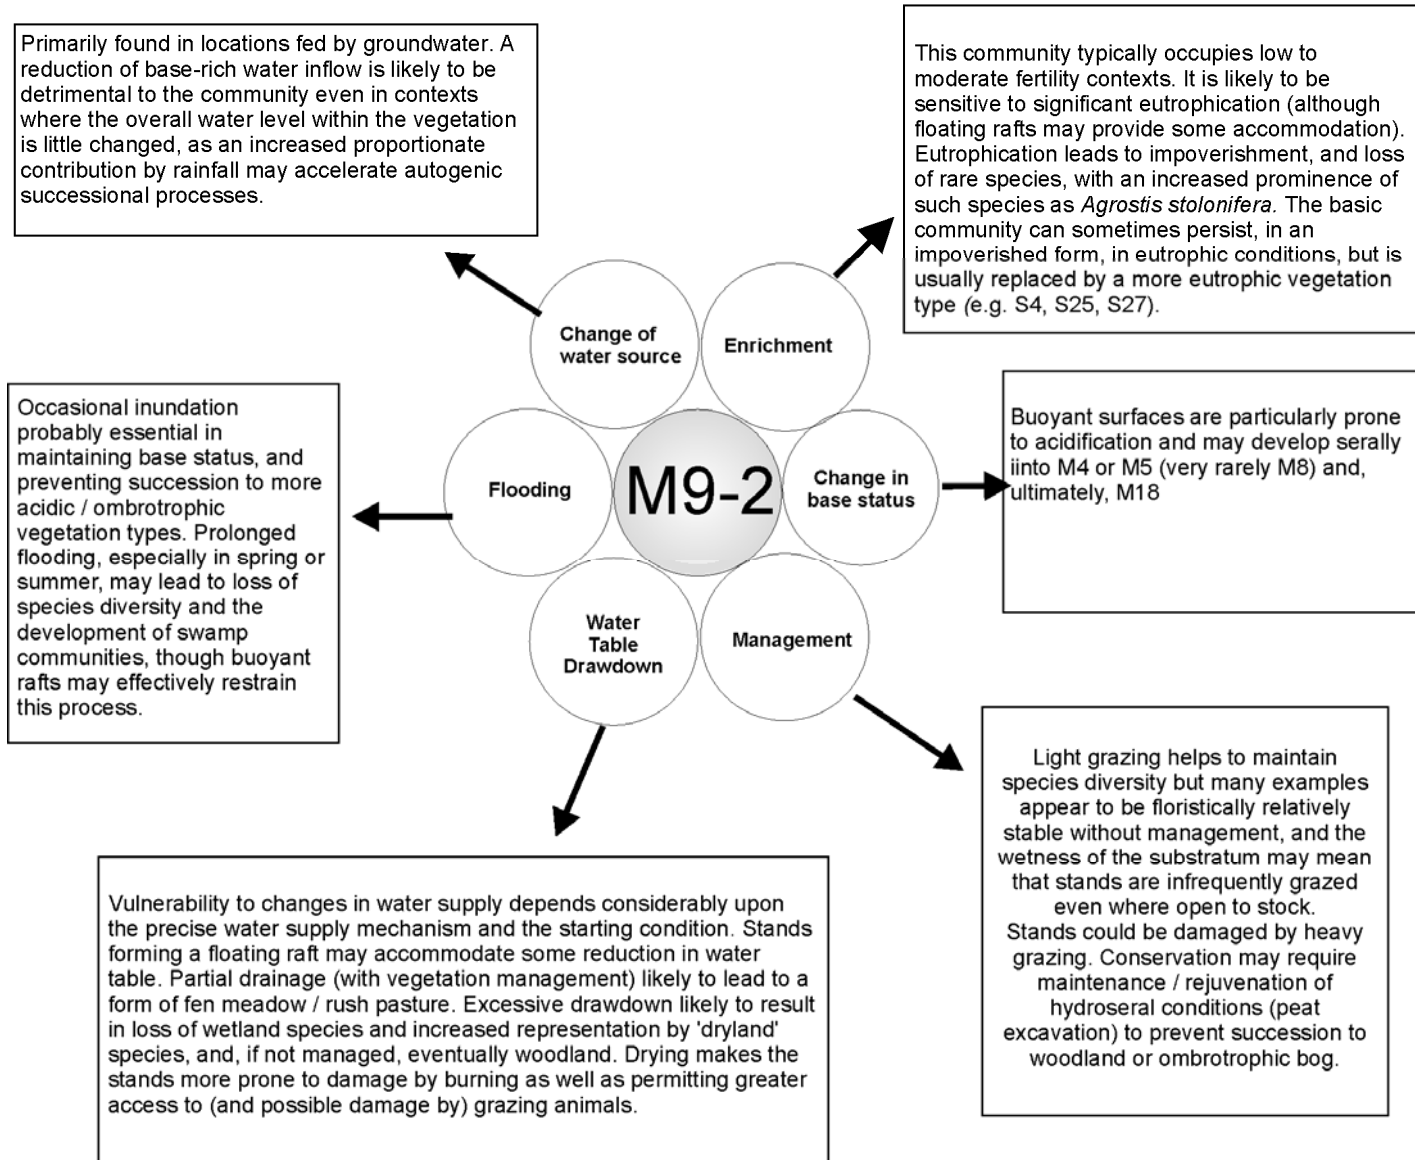 Primarily found in locations fed by groundwater. A
reduction of base-rich water inflow is likely to be
detrimental to the community even in contexts
where the overall water level within the vegetation
is little changed, as an increased proportionate
contribution by rainfall may accelerate autogenic
successional processes.
This community typically occupies low to
moderate fertility contexts. It is likely to be
sensitive to significant eutrophication (although
floating rafts may provide some accommodation).
Eutrophication leads to impoverishment, and loss
of rare species, with an increased prominence of
such species as Agrostis stolonifera. The basic
community can sometimes persist, in an
impoverished form, in eutrophic conditions, but is
usually replaced by a more eutrophic vegetation
type (e.g. S4, S25, S27).
Change of
water source
Enrichment
Occasional inundation
probably essential in
maintaining base status, and
preventing succession to more
acidic / ombrotrophic
vegetation types. Prolonged
flooding, especially in spring or
summer, may lead to loss of
species diversity and the
development of swamp
communities, though buoyant
rafts may effectively restrain
this process.
Flooding
M9-2
Change in
base status
Buoyant surfaces are particularly prone
to acidification and may develop serally
iinto M4 or M5 (very rarely M8) and,
ultimately, M18
Water
Table
Drawdown
Management
Light grazing helps to maintain
species diversity but many examples
appear to be floristically relatively
stable without management, and the
wetness of the substratum may mean
that stands are infrequently grazed
even where open to stock.
Stands could be damaged by heavy
grazing. Conservation may require
maintenance / rejuvenation of
hydroseral conditions (peat
excavation) to prevent succession to
woodland or ombrotrophic bog.
Vulnerability to changes in water supply depends considerably upon
the precise water supply mechanism and the starting condition. Stands
forming a floating raft may accommodate some reduction in water
table. Partial drainage (with vegetation management) likely to lead to a
form of fen meadow / rush pasture. Excessive drawdown likely to result
in loss of wetland species and increased representation by 'dryland'
species, and, if not managed, eventually woodland. Drying makes the
stands more prone to damage by burning as well as permitting greater
access to (and possible damage by) grazing animals.